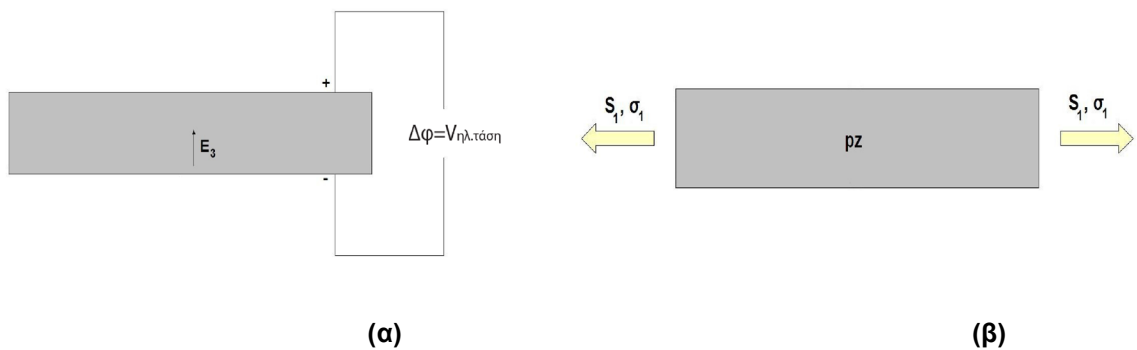 +
E3
-
Δφ=Vηλ.τάση
(α)
S1, σ1
pz
S1, σ1
(β)